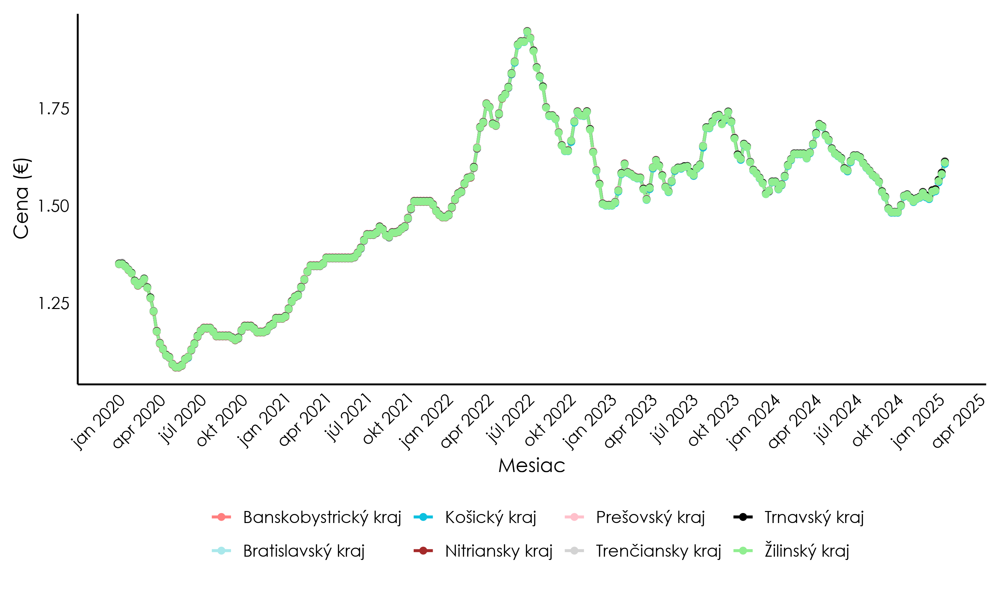 Cena (€)
1.75
1.50
1.25
jan 2020
apr 2020
júl 2020
okt 2020
jan 2021
apr 2021
júl 2021
okt 2021
jan 2022
apr 2022
júl 2022
okt 2022
jan 2023
apr 2023
júl 2023
okt 2023
jan 2024
apr 2024
júl 2024
okt 2024
jan 2025
apr 2025
Mesiac
Banskobystrický kraj
Košický kraj
Prešovský kraj
Trnavský kraj
Bratislavský kraj
Nitriansky kraj
Trenčiansky kraj
Žilinský kraj